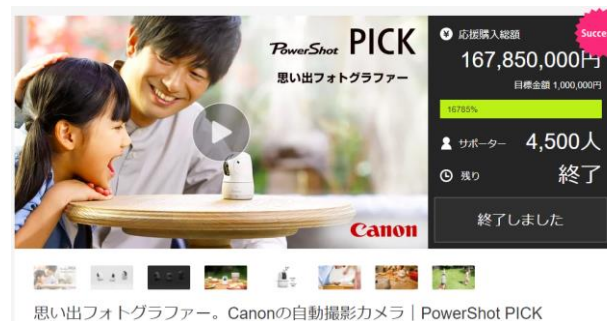 PowerShot PICK
思い出フォトグラファー
Canon
応援購入総額
Succe
167,850,000円
目標金額 1,000,000円
16785%
サポーター 4,500人
残り 終了
終了しました
思い出フォトグラファー。Canonの自動撮影カメラ｜PowerShot PICK